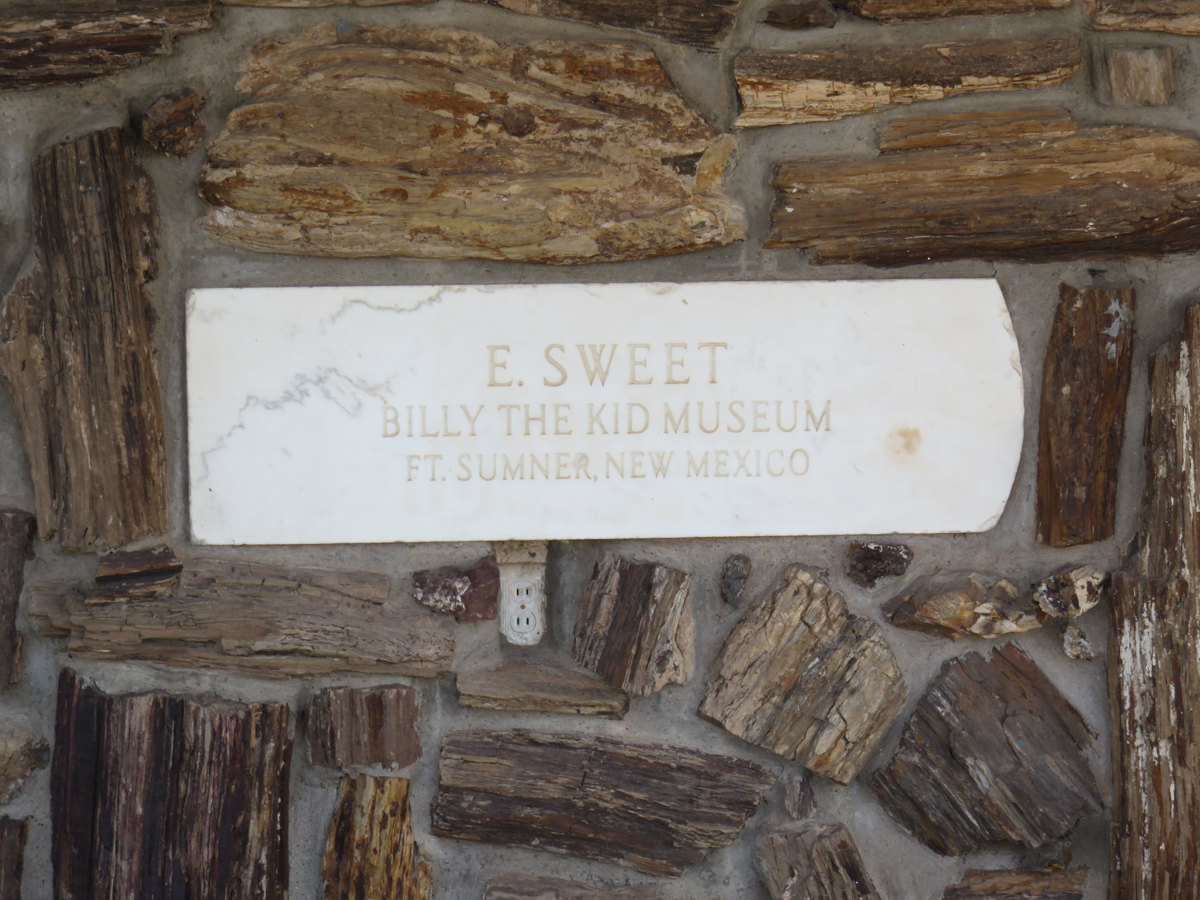 E. SWEET
BILLY THE KID MUSEUM
FT. SUMNER, NEW MEXICO